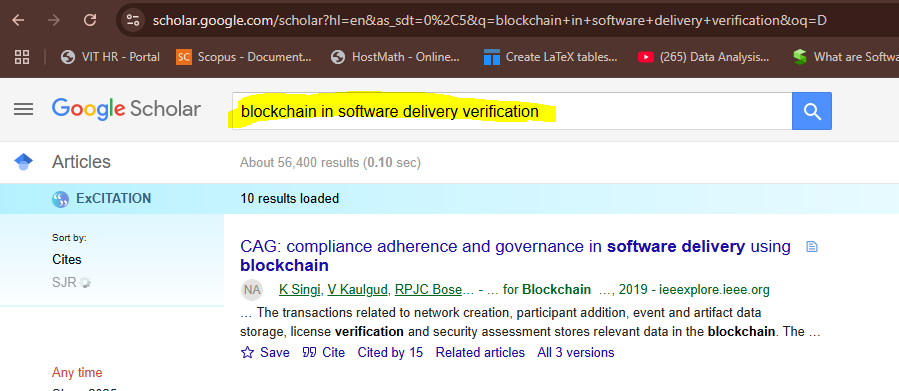 scholar.google.com/scholar?hl=en&as_sdt=0%2C5&q=blockchain+in+software+delivery+verification&oq=D
VIT HR - Portal
SC Scopus - Document...
HostMath - Online...
Create LaTeX tables...
(265) Data Analysis...
What are Softwa
Google Scholar
blockchain in software delivery verification
Articles
About 56,400 results (0.10 sec)
ExCITATION
10 results loaded
Sort by:
Cites
SJR
CAG: compliance adherence and governance in software delivery using
blockchain
NA
K Singi, V Kaulgud, RPJC Bose… - … for Blockchain …, 2019 - ieeexplore.ieee.org
… The transactions related to network creation, participant addition, event and artifact data
storage, license verification and security assessment stores relevant data in the blockchain. The …
Save Cite Cited by 15 Related articles All 3 versions
Any time